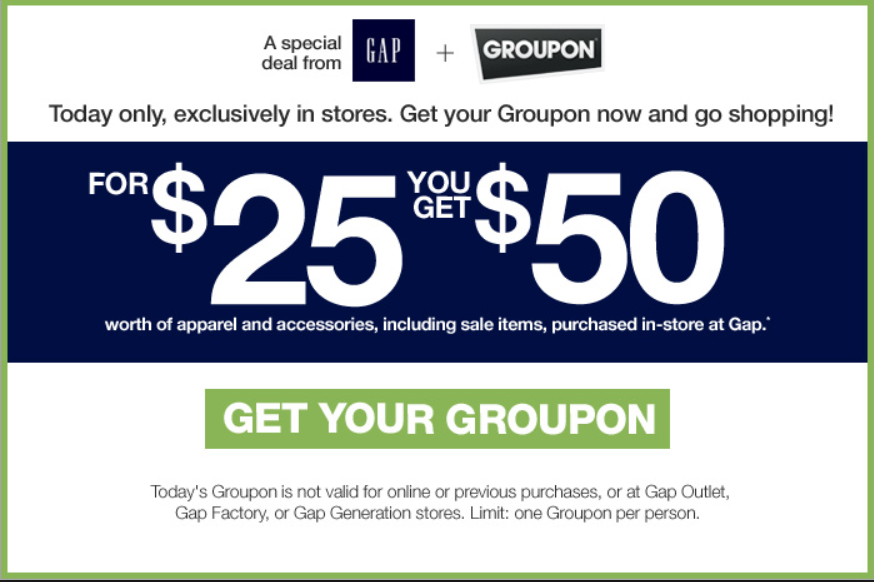 A special
deal from GAP + GROUPON
Today only, exclusively in stores. Get your Groupon now and go shopping!
FOR $25 YOU GET $50
worth of apparel and accessories, including sale items, purchased in-store at Gap.*
GET YOUR GROUPON
Today's Groupon is not valid for online or previous purchases, or at Gap Outlet,
Gap Factory, or Gap Generation stores. Limit: one Groupon per person.